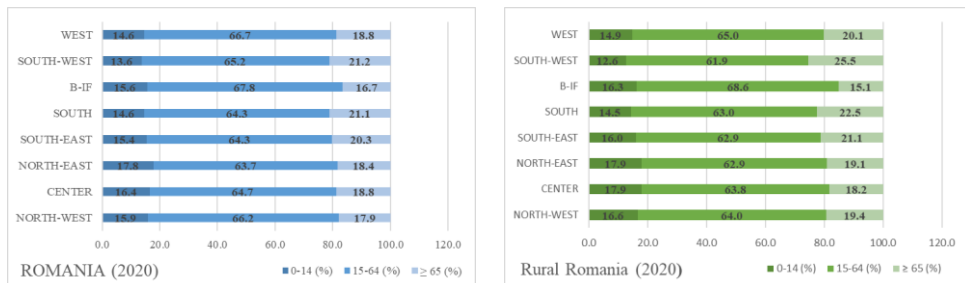 WEST 14.6 66.7 18.8
SOUTH-WEST 13.6 65.2 21.2
B-IF 15.6 67.8 16.7
SOUTH 14.6 64.3 21.1
SOUTH-EAST 15.4 64.3 20.3
NORTH-EAST 17.8 63.7 18.4
CENTER 16.4 64.7 18.8
NORTH-WEST 15.9 66.2 17.9
0.0 20.0 40.0 60.0 80.0 100.0 120.0
ROMANIA (2020) 0-14 (%) 15-64 (%) ≥ 65 (%)
WEST 14.9 65.0 20.1
SOUTH-WEST 12.6 61.9 25.5
B-IF 16.3 68.6 15.1
SOUTH 14.5 63.0 22.5
SOUTH-EAST 16.0 62.9 21.1
NORTH-EAST 17.9 62.9 19.1
CENTER 17.9 63.8 18.2
NORTH-WEST 16.6 64.0 19.4
0.0 20.0 40.0 60.0 80.0 100.0 120.0
Rural Romania (2020) 0-14 (%) 15-64 (%) ≥ 65 (%)